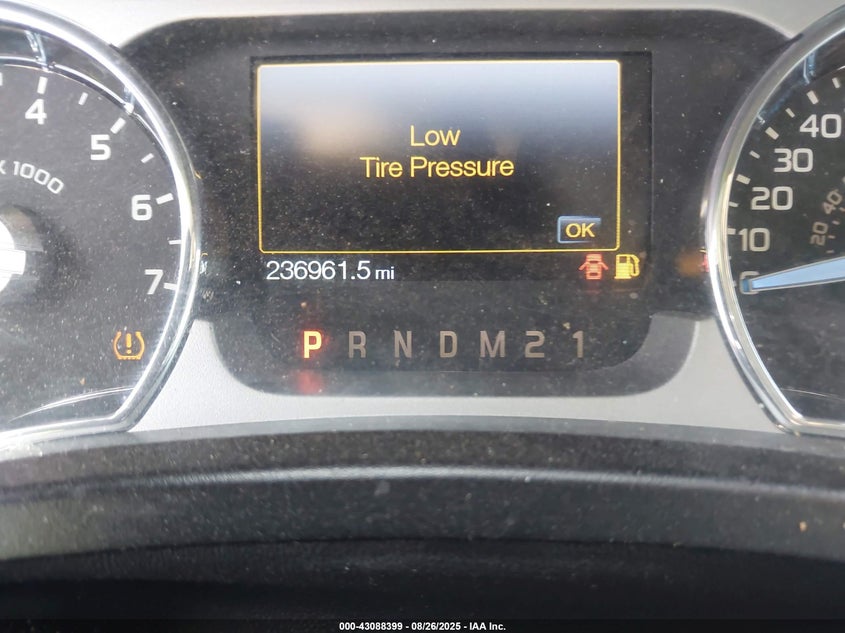 Low
Tire Pressure
OK
236961.5 mi
P R N D M 2 1
4
5
6
7
x 1000
40
30
20
10
20 40
000-43088399 - 08/26/2025 - IAA Inc.